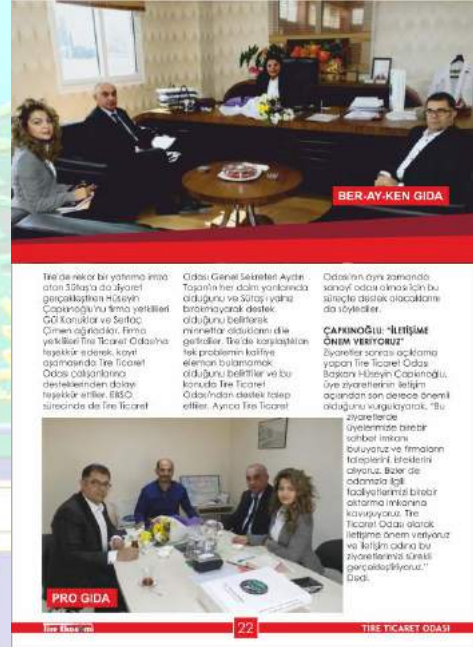 BER-AY-KEN GIDA
Tire'de rekor bir yatırıma imza
atan Sütaş'a da ziyaret
gerçekleştiren Hüseyin
Çapkınoğlu'nu firma yetkilileri
Gül Konuklar ve Sertaç
Çimen ağırladılar. Firma
yetkilileri Tire Ticaret Odası'na
teşekkür ederek, kayıt
aşamasında Tire Ticaret
Odası çalışanlarına
desteklerinden dolayı
teşekkür ettiler. EBSO
sürecinde de Tire Ticaret
Odası Genel Sekreteri Aydın
Taşan'ın her daim yanlarında
olduğunu ve Sütaş'ı yalnız
bırakmayarak destek
olduğunu belirterek
minnettar olduklarını dile
getirdiler. Tire'de karşılaştıkları
tek problemin kalifiye
eleman bulamamak
olduğunu belirttiler ve bu
konuda Tire Ticaret
Odası'ndan destek talep
ettiler. Ayrıca Tire Ticaret
Odası'nın aynı zamanda
sanayi odası olması için bu
süreçte destek olacaklarını
da söylediler.
ÇAPKINOĞLU: "İLETİŞİME
ÖNEM VERİYORUZ"
Ziyaretler sonrası açıklama
yapan Tire Ticaret Odası
Başkanı Hüseyin Çapkınoğlu,
üye ziyaretlerinin iletişim
açısından son derece önemli
olduğunu vurgulayarak, "Bu
ziyaretlerde
üyelerimizle birebir
sohbet imkanı
buluyoruz ve firmaların
taleplerini, isteklerini
alıyoruz. Bizler de
odamızla ilgili
faaliyetlerimizi birebir
aktarma imkanına
kavuşuyoruz. Tire
Ticaret Odası olarak
iletişime önem veriyoruz
ve iletişim adına bu
ziyaretlerimizi sürekli
gerçekleştiriyoruz."
Dedi.
PRO GIDA
Tire Ekonomi
22
TİRE TİCARET ODASI